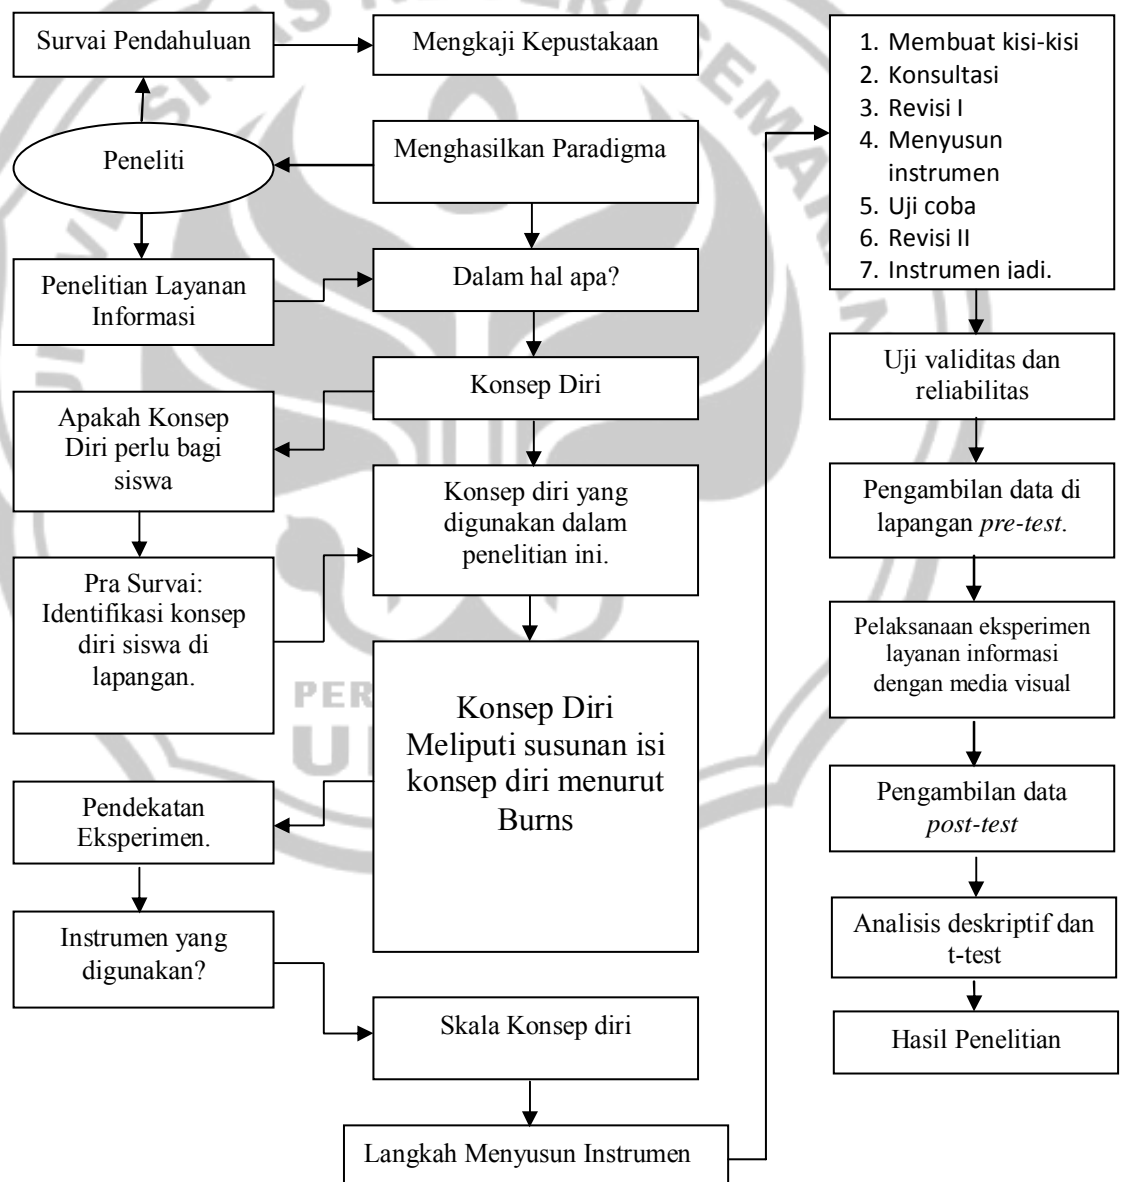 Survai Pendahuluan
Mengkaji Kepustakaan
Peneliti
Menghasilkan Paradigma
Penelitian Layanan
Informasi
Dalam hal apa?
Konsep Diri
Apakah Konsep
Diri perlu bagi
siswa
Konsep diri yang
digunakan dalam
penelitian ini.
Pra Survai:
Identifikasi konsep
diri siswa di
lapangan.
Konsep Diri
Meliputi susunan isi
konsep diri menurut
Burns
Pendekatan
Eksperimen.
Instrumen yang
digunakan?
Skala Konsep diri
Langkah Menyusun Instrumen
1. Membuat kisi-kisi
2. Konsultasi
3. Revisi I
4. Menyusun
instrumen
5. Uji coba
6. Revisi II
7. Instrumen jadi.
Uji validitas dan
reliabilitas
Pengambilan data di
lapangan pre-test.
Pelaksanaan eksperimen
layanan informasi
dengan media visual
Pengambilan data
post-test
Analisis deskriptif dan
t-test
Hasil Penelitian